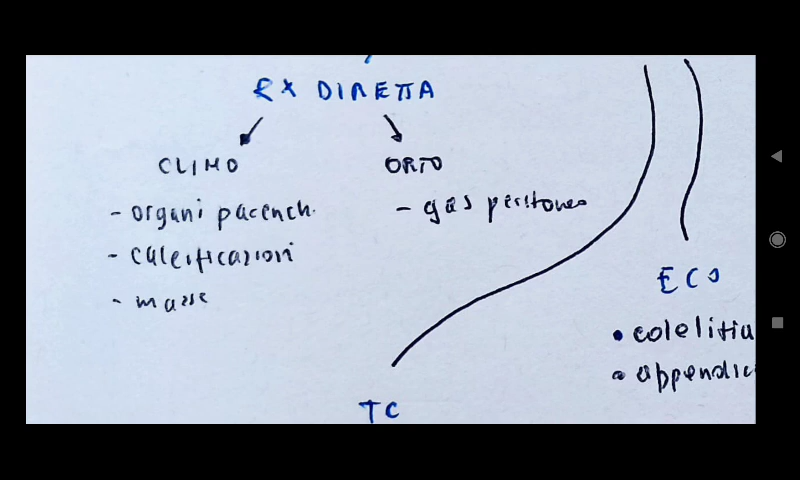 RX DIRETTA
CLINO
ORTO
- organi parench.
- gas peritoneo
- calcificazioni
- masse
ECO
• colelitia
• appendic
TC